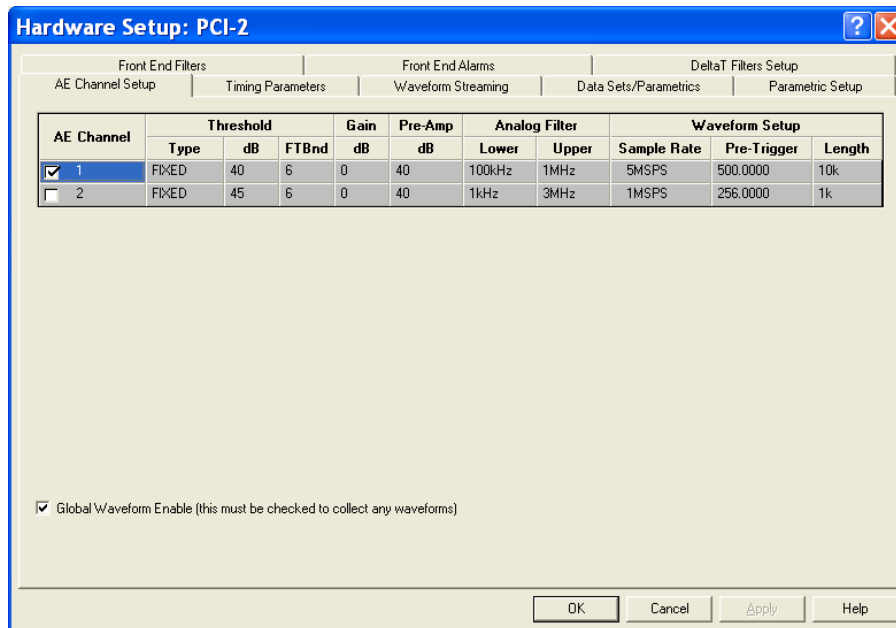 Hardware Setup: PCI-2
Front End Filters Front End Alarms DeltaT Filters Setup
AE Channel Setup Timing Parameters Waveform Streaming Data Sets/Parametrics Parametric Setup
AE Channel Threshold Gain Pre-Amp Analog Filter Waveform Setup
Type dB FTBnd dB dB Lower Upper Sample Rate Pre-Trigger Length
1 FIXED 40 6 0 40 100kHz 1MHz 5MSPS 500.0000 10k
2 FIXED 45 6 0 40 1kHz 3MHz 1MSPS 256.0000 1k
Global Waveform Enable (this must be checked to collect any waveforms)
OK Cancel Apply Help